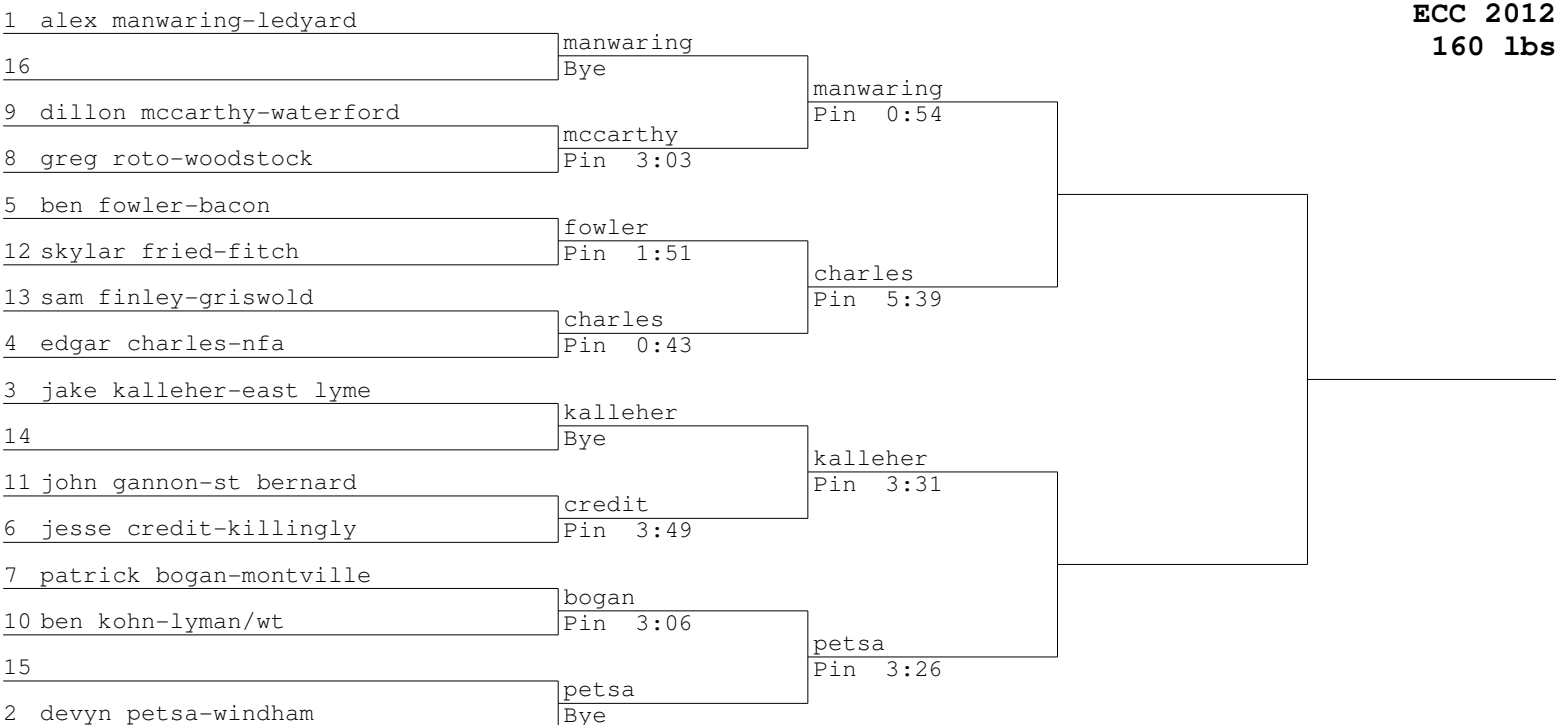 ECC 2012
160 lbs
1 alex manwaring-ledyard
16
9 dillon mccarthy-waterford
8 greg roto-woodstock
5 ben fowler-bacon
12 skylar fried-fitch
13 sam finley-griswold
4 edgar charles-nfa
3 jake kalleher-east lyme
14
11 john gannon-st bernard
6 jesse credit-killingly
7 patrick bogan-montville
10 ben kohn-lyman/wt
15
2 devyn petsa-windham
manwaring
Bye
mccarthy
Pin 3:03
fowler
Pin 1:51
charles
Pin 0:43
kalleher
Bye
credit
Pin 3:49
bogan
Pin 3:06
petsa
Bye
manwaring
Pin 0:54
charles
Pin 5:39
kalleher
Pin 3:31
petsa
Pin 3:26